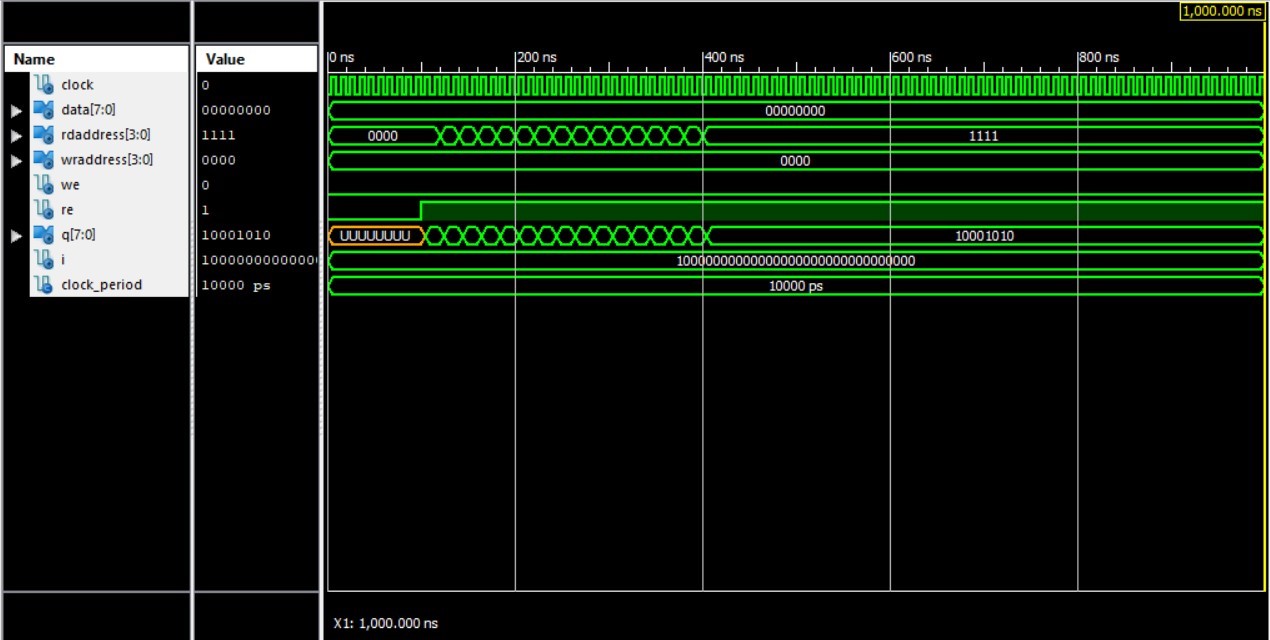 1,000.000 ns
Name Value 0 ns 200 ns 400 ns 600 ns 800 ns
clock 0
data[7:0] 00000000 00000000
rdaddress[3:0] 1111 0000 1111
wraddress[3:0] 0000 0000
we 0
re 1
q[7:0] 10001010 UUUUUUUU 10001010
i
clock_period 10000 ps 10000 ps
X1: 1,000.000 ns